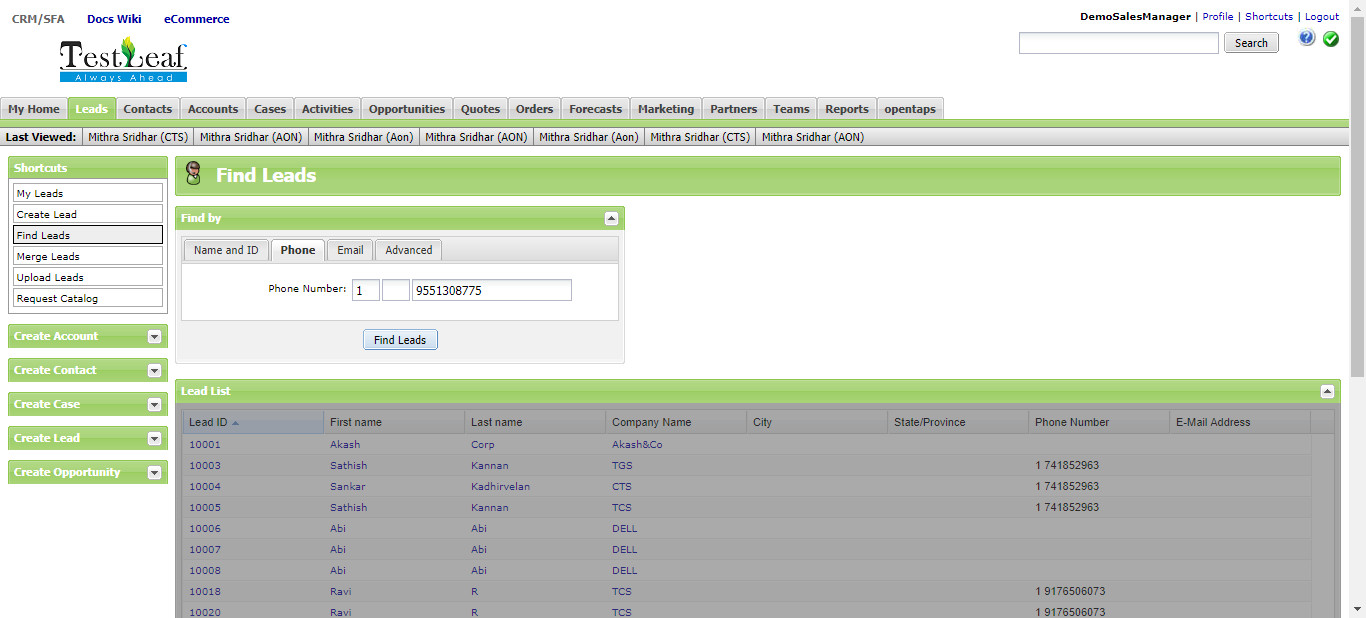 CRM/SFA Docs Wiki eCommerce
DemoSalesManager | Profile | Shortcuts | Logout
TestLeaf
Always Ahead
Search
My Home Leads Contacts Accounts Cases Activities Opportunities Quotes Orders Forecasts Marketing Partners Teams Reports opentaps
Last Viewed: Mithra Sridhar (CTS) Mithra Sridhar (AON) Mithra Sridhar (Aon) Mithra Sridhar (AON) Mithra Sridhar (Aon) Mithra Sridhar (CTS) Mithra Sridhar (AON)
Shortcuts
My Leads
Create Lead
Find Leads
Merge Leads
Upload Leads
Request Catalog
Create Account
Create Contact
Create Case
Create Lead
Create Opportunity
Find Leads
Find by
Name and ID Phone Email Advanced
Phone Number: 1 9551308775
Find Leads
Lead List
Lead ID First name Last name Company Name City State/Province Phone Number E-Mail Address
10001 Akash Corp Akash&Co
10003 Sathish Kannan TGS 1 741852963
10004 Sankar Kadhirvelan CTS 1 741852963
10005 Sathish Kannan TCS 1 741852963
10006 Abi Abi DELL
10007 Abi Abi DELL
10008 Abi Abi DELL
10018 Ravi R TCS 1 9176506073
10020 Ravi R TCS 1 9176506073